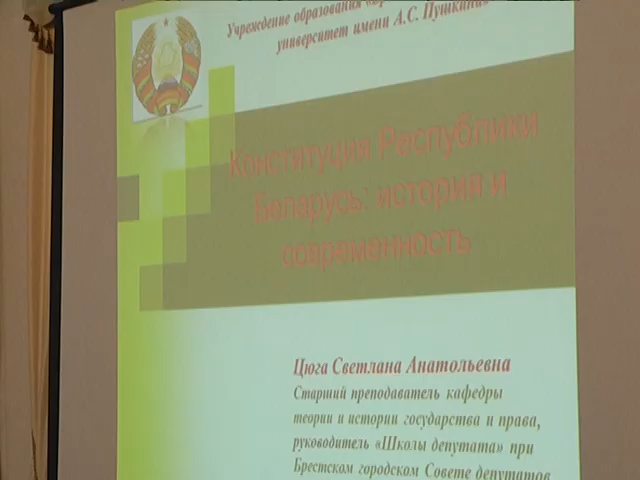 Учреждение образования
университет имени А.С. Пушкина»
Конституция Республики
Беларусь: история и
современность
Цюга Светлана Анатольевна
Старший преподаватель кафедры
теории и истории государства и права,
руководитель «Школы депутата» при
Брестском городском Совете депутатов